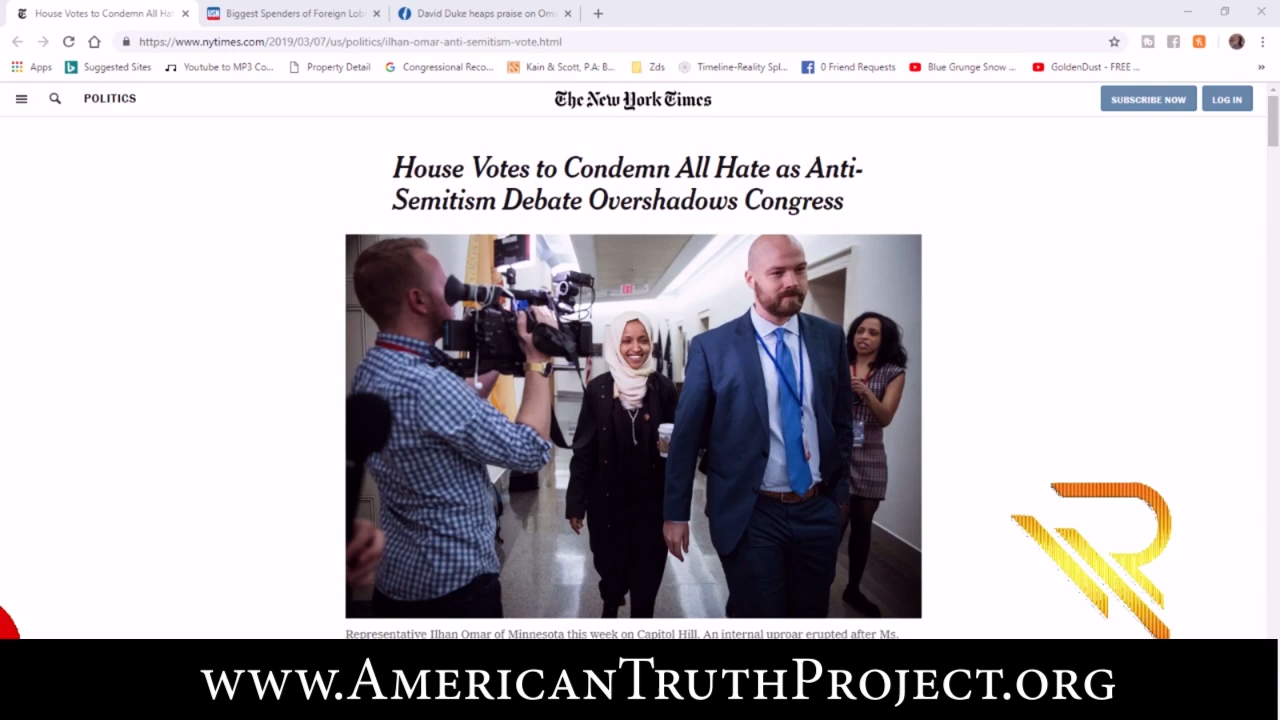 House Votes to Condemn All Ha
Biggest Spenders of Foreign Lob
David Duke heaps praise on Om
https://www.nytimes.com/2019/03/07/us/politics/ilhan-omar-anti-semitism-vote.html
Apps
Suggested Sites
Youtube to MP3 Co...
Property Detail
Congressional Reco...
Kain & Scott, P.A: B...
Zds
Timeline-Reality Spl...
0 Friend Requests
Blue Grunge Snow ...
GoldenDust - FREE ...
POLITICS
The New York Times
SUBSCRIBE NOW
LOG IN
House Votes to Condemn All Hate as Anti-
Semitism Debate Overshadows Congress
Representative Ilhan Omar of Minnesota this week on Capitol Hill. An internal uproar erupted after Ms.
www.AmericanTruthProject.org